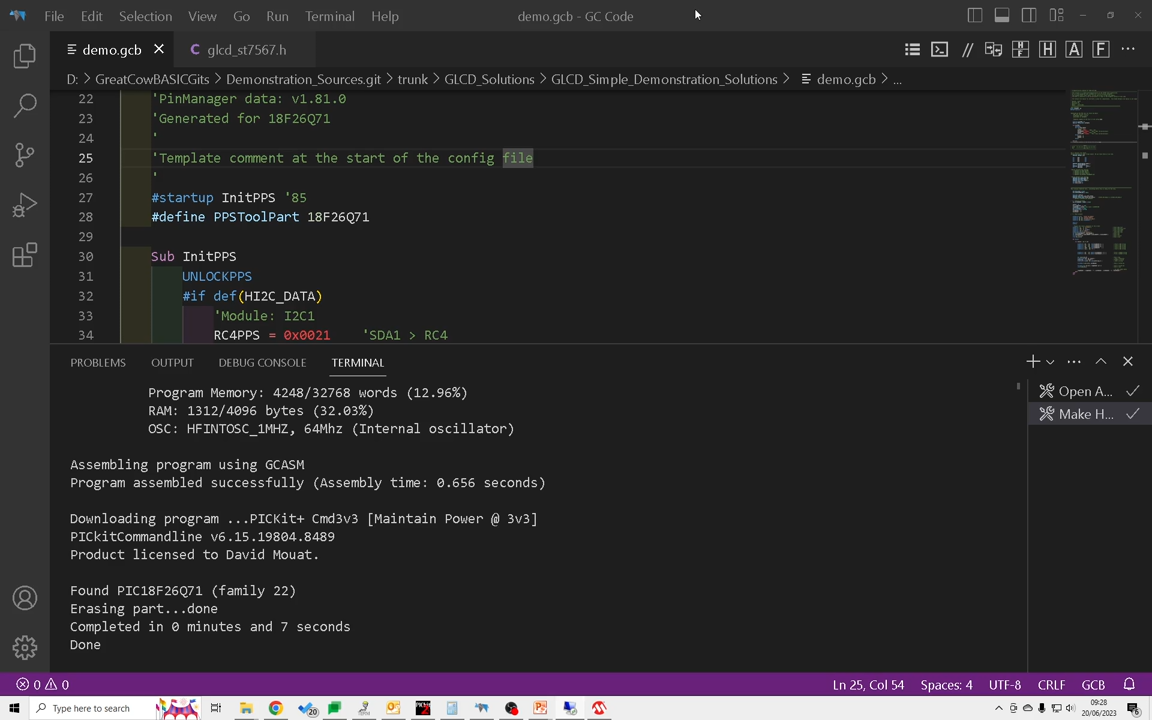 File Edit Selection View Go Run Terminal Help demo.gcb - GC Code
demo.gcb C glcd_st7567.h
D: > GreatCowBASICGits > Demonstration_Sources.git > trunk > GLCD_Solutions > GLCD_Simple_Demonstration_Solutions > demo.gcb > ...
22 'PinManager data: v1.81.0
23 'Generated for 18F26Q71
24 '
25 'Template comment at the start of the config file
26 '
27 #startup InitPPS '85
28 #define PPSToolPart 18F26Q71
29
30 Sub InitPPS
31 UNLOCKPPS
32 #if def(HI2C_DATA)
33 'Module: I2C1
34 RC4PPS = 0x0021 'SDA1 > RC4
PROBLEMS OUTPUT DEBUG CONSOLE TERMINAL
Program Memory: 4248/32768 words (12.96%)
RAM: 1312/4096 bytes (32.03%)
OSC: HFINTOSC_1MHZ, 64Mhz (Internal oscillator)
Assembling program using GCASM
Program assembled successfully (Assembly time: 0.656 seconds)
Downloading program ...PICKit+ Cmd3v3 [Maintain Power @ 3v3]
PICkitCommandline v6.15.19804.8489
Product licensed to David Mouat.
Found PIC18F26Q71 (family 22)
Erasing part...done
Completed in 0 minutes and 7 seconds
Done
Open A...
Make H...
0 0 Ln 25, Col 54 Spaces: 4 UTF-8 CRLF GCB
Type here to search
20
09:28
20/06/2023